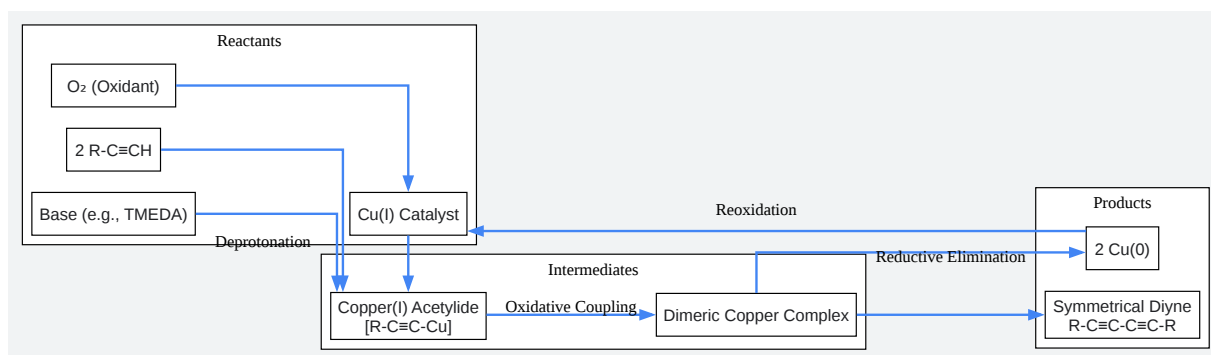 Reactants
O₂ (Oxidant)
2 R-C≡CH
Base (e.g., TMEDA)
Cu(I) Catalyst
Deprotonation
Reoxidation
Products
2 Cu(0)
Reductive Elimination
Intermediates
Copper(I) Acetylide
[R-C≡C-Cu]
Oxidative Coupling
Dimeric Copper Complex
Symmetrical Diyne
R-C≡C-C≡C-R